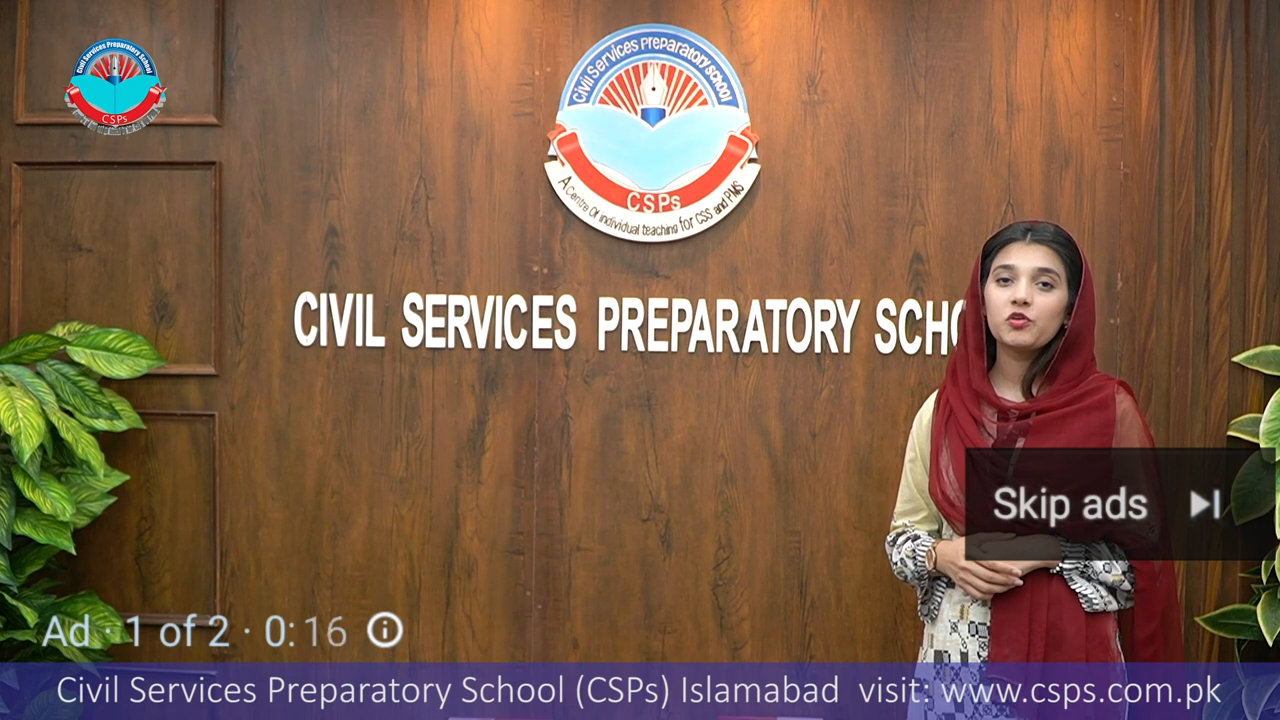 Civil Services Preparatory School
CSPs
Civil Services Preparatory School
CSPs
A Centre Of individual teaching for CSS and PMS
CIVIL SERVICES PREPARATORY SCHO
Skip ads
Ad · 1 of 2 · 0:16
Civil Services Preparatory School (CSPs) Islamabad visit: www.csps.com.pk